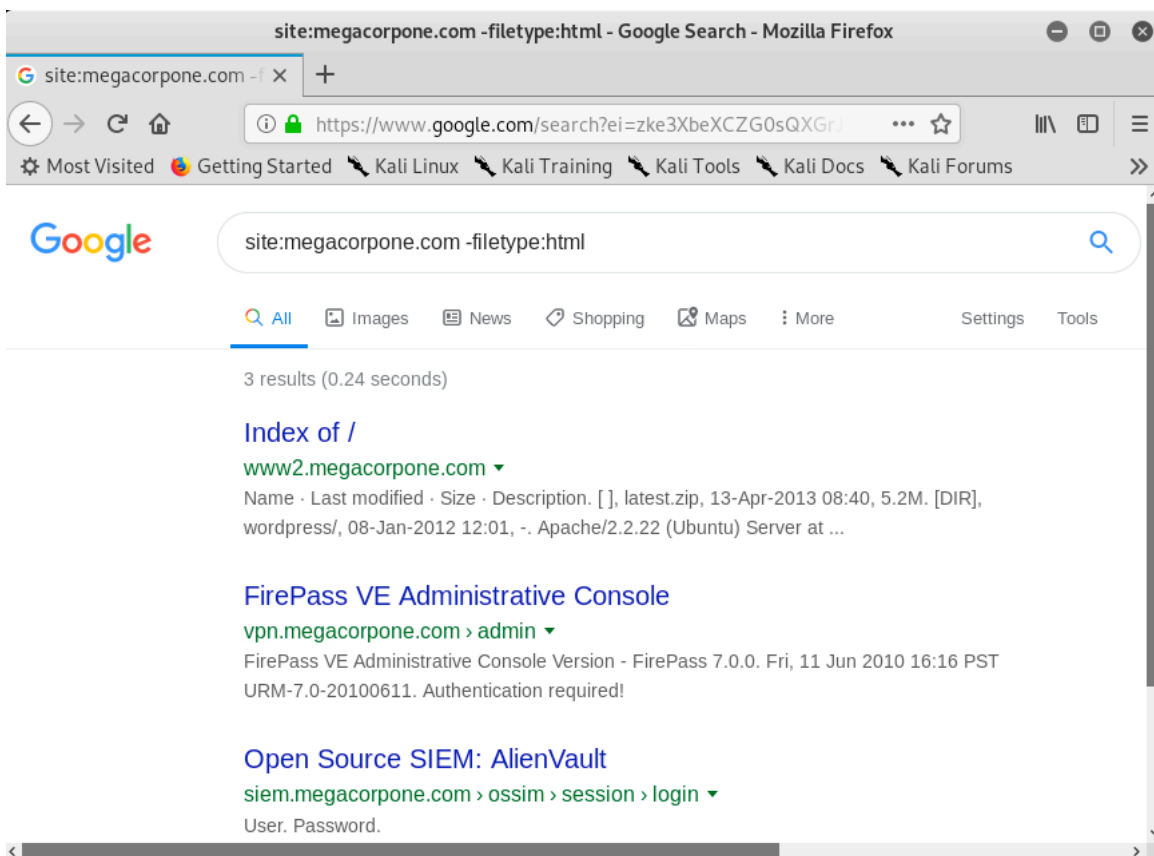 site:megacorpone.com -filetype:html - Google Search - Mozilla Firefox
site:megacorpone.com -f
https://www.google.com/search?ei=zke3XbeXCZG0sQXGr
Most Visited Getting Started Kali Linux Kali Training Kali Tools Kali Docs Kali Forums
Google site:megacorpone.com -filetype:html
All Images News Shopping Maps More Settings Tools
3 results (0.24 seconds)
Index of /
www2.megacorpone.com
Name · Last modified · Size · Description. [ ], latest.zip, 13-Apr-2013 08:40, 5.2M. [DIR],
wordpress/, 08-Jan-2012 12:01, -. Apache/2.2.22 (Ubuntu) Server at ...
FirePass VE Administrative Console
vpn.megacorpone.com › admin
FirePass VE Administrative Console Version - FirePass 7.0.0. Fri, 11 Jun 2010 16:16 PST
URM-7.0-20100611. Authentication required!
Open Source SIEM: AlienVault
siem.megacorpone.com › ossim › session › login
User. Password.